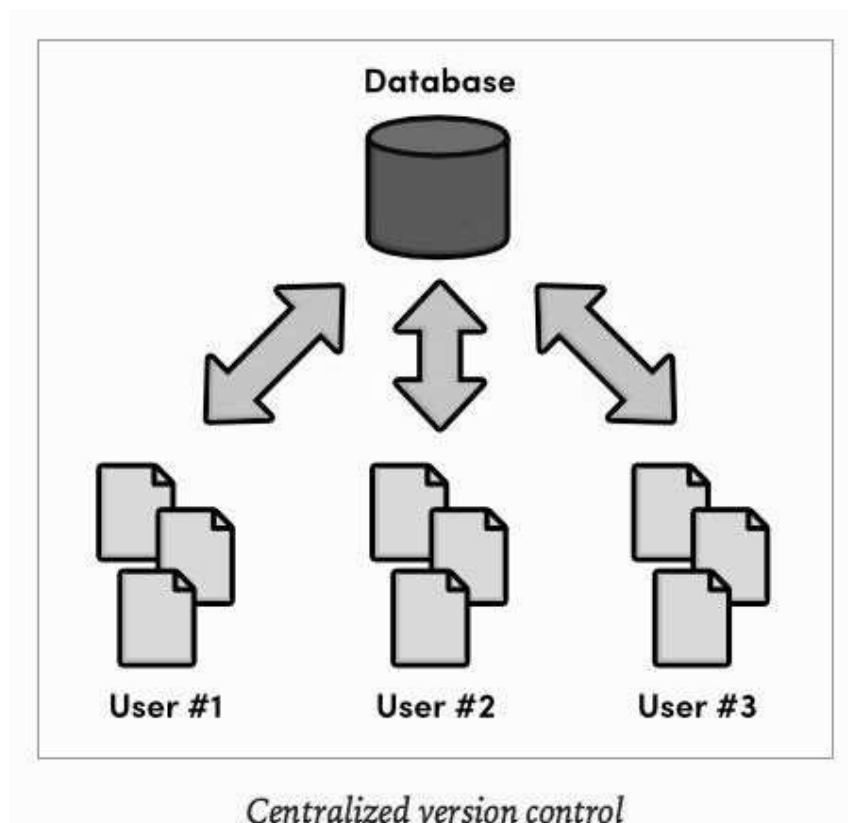 Database
User #1
User #2
User #3
Centralized version control